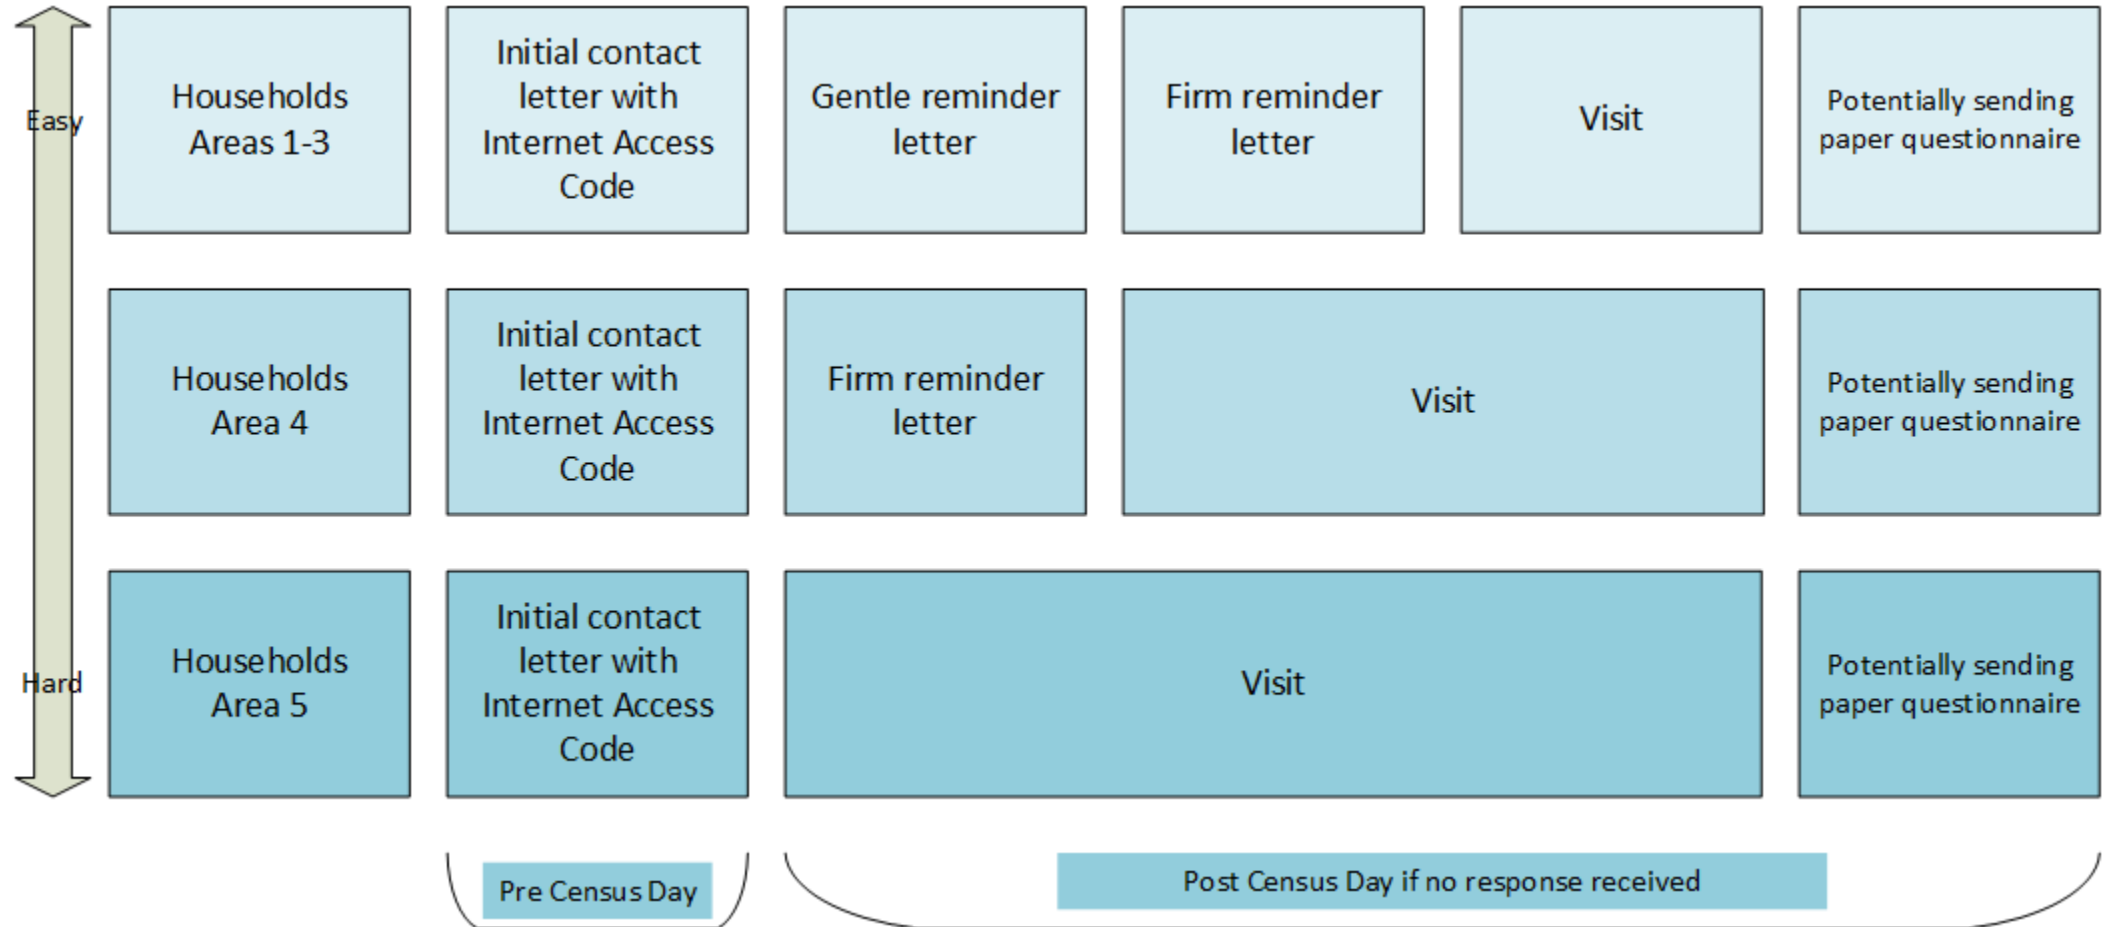 Easy
Households
Areas 1-3
Initial contact
letter with
Internet Access
Code
Gentle reminder
letter
Firm reminder
letter
Visit
Potentially sending
paper questionnaire
Households
Area 4
Initial contact
letter with
Internet Access
Code
Firm reminder
letter
Visit
Potentially sending
paper questionnaire
Hard
Households
Area 5
Initial contact
letter with
Internet Access
Code
Visit
Potentially sending
paper questionnaire
Pre Census Day
Post Census Day if no response received